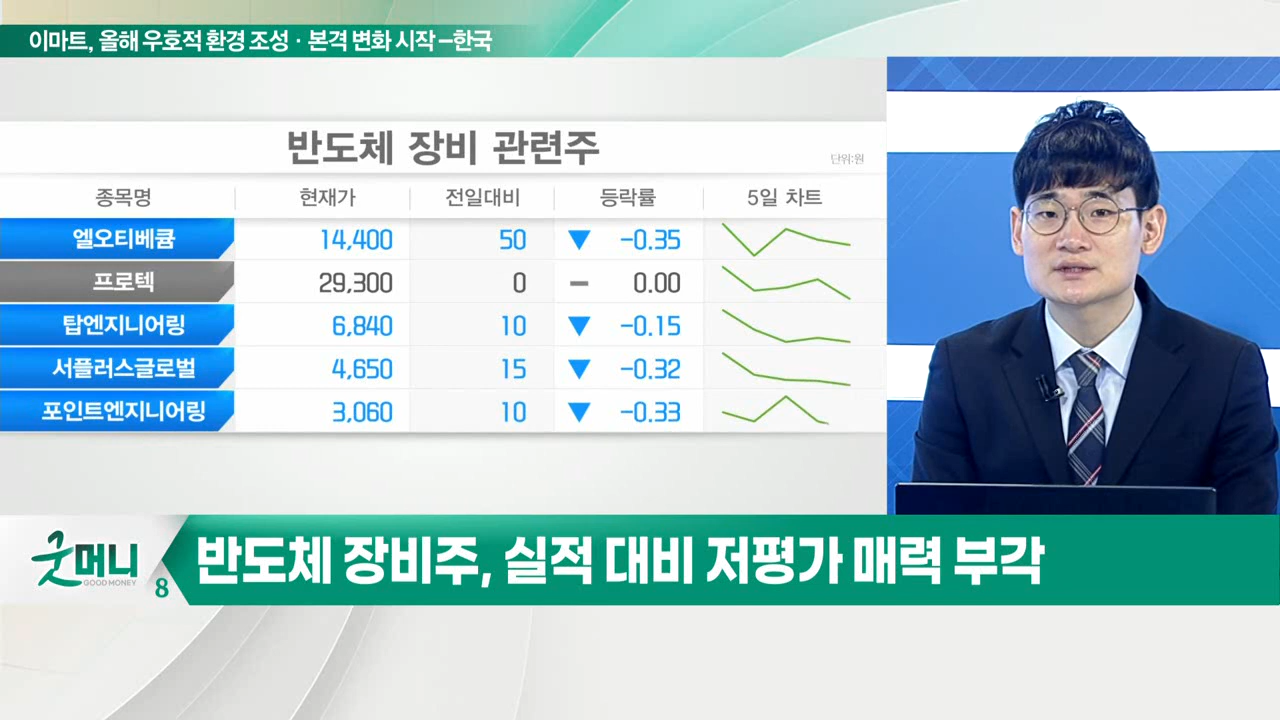 이마트, 올해 우호적 환경 조성 · 본격 변화 시작 –한국
반도체 장비 관련주
단위:원
종목명 현재가 전일대비 등락률 5일 차트
엘오티베큠 14,400 50 ▼ -0.35
프로텍 29,300 0 – 0.00
탑엔지니어링 6,840 10 ▼ -0.15
서플러스글로벌 4,650 15 ▼ -0.32
포인트엔지니어링 3,060 10 ▼ -0.33
굿머니
GOOD MONEY
8
반도체 장비주, 실적 대비 저평가 매력 부각